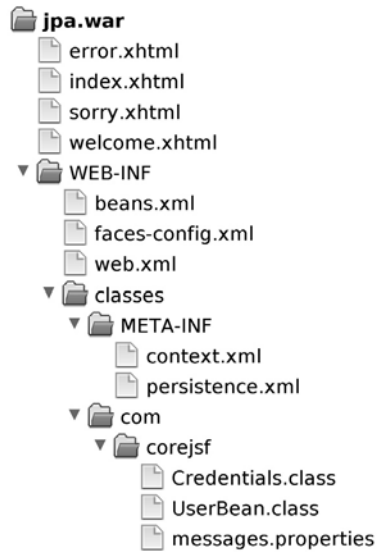 jpa.war
error.xhtml
index.xhtml
sorry.xhtml
welcome.xhtml
WEB-INF
beans.xml
faces-config.xml
web.xml
classes
META-INF
context.xml
persistence.xml
com
corejsf
Credentials.class
UserBean.class
messages.properties